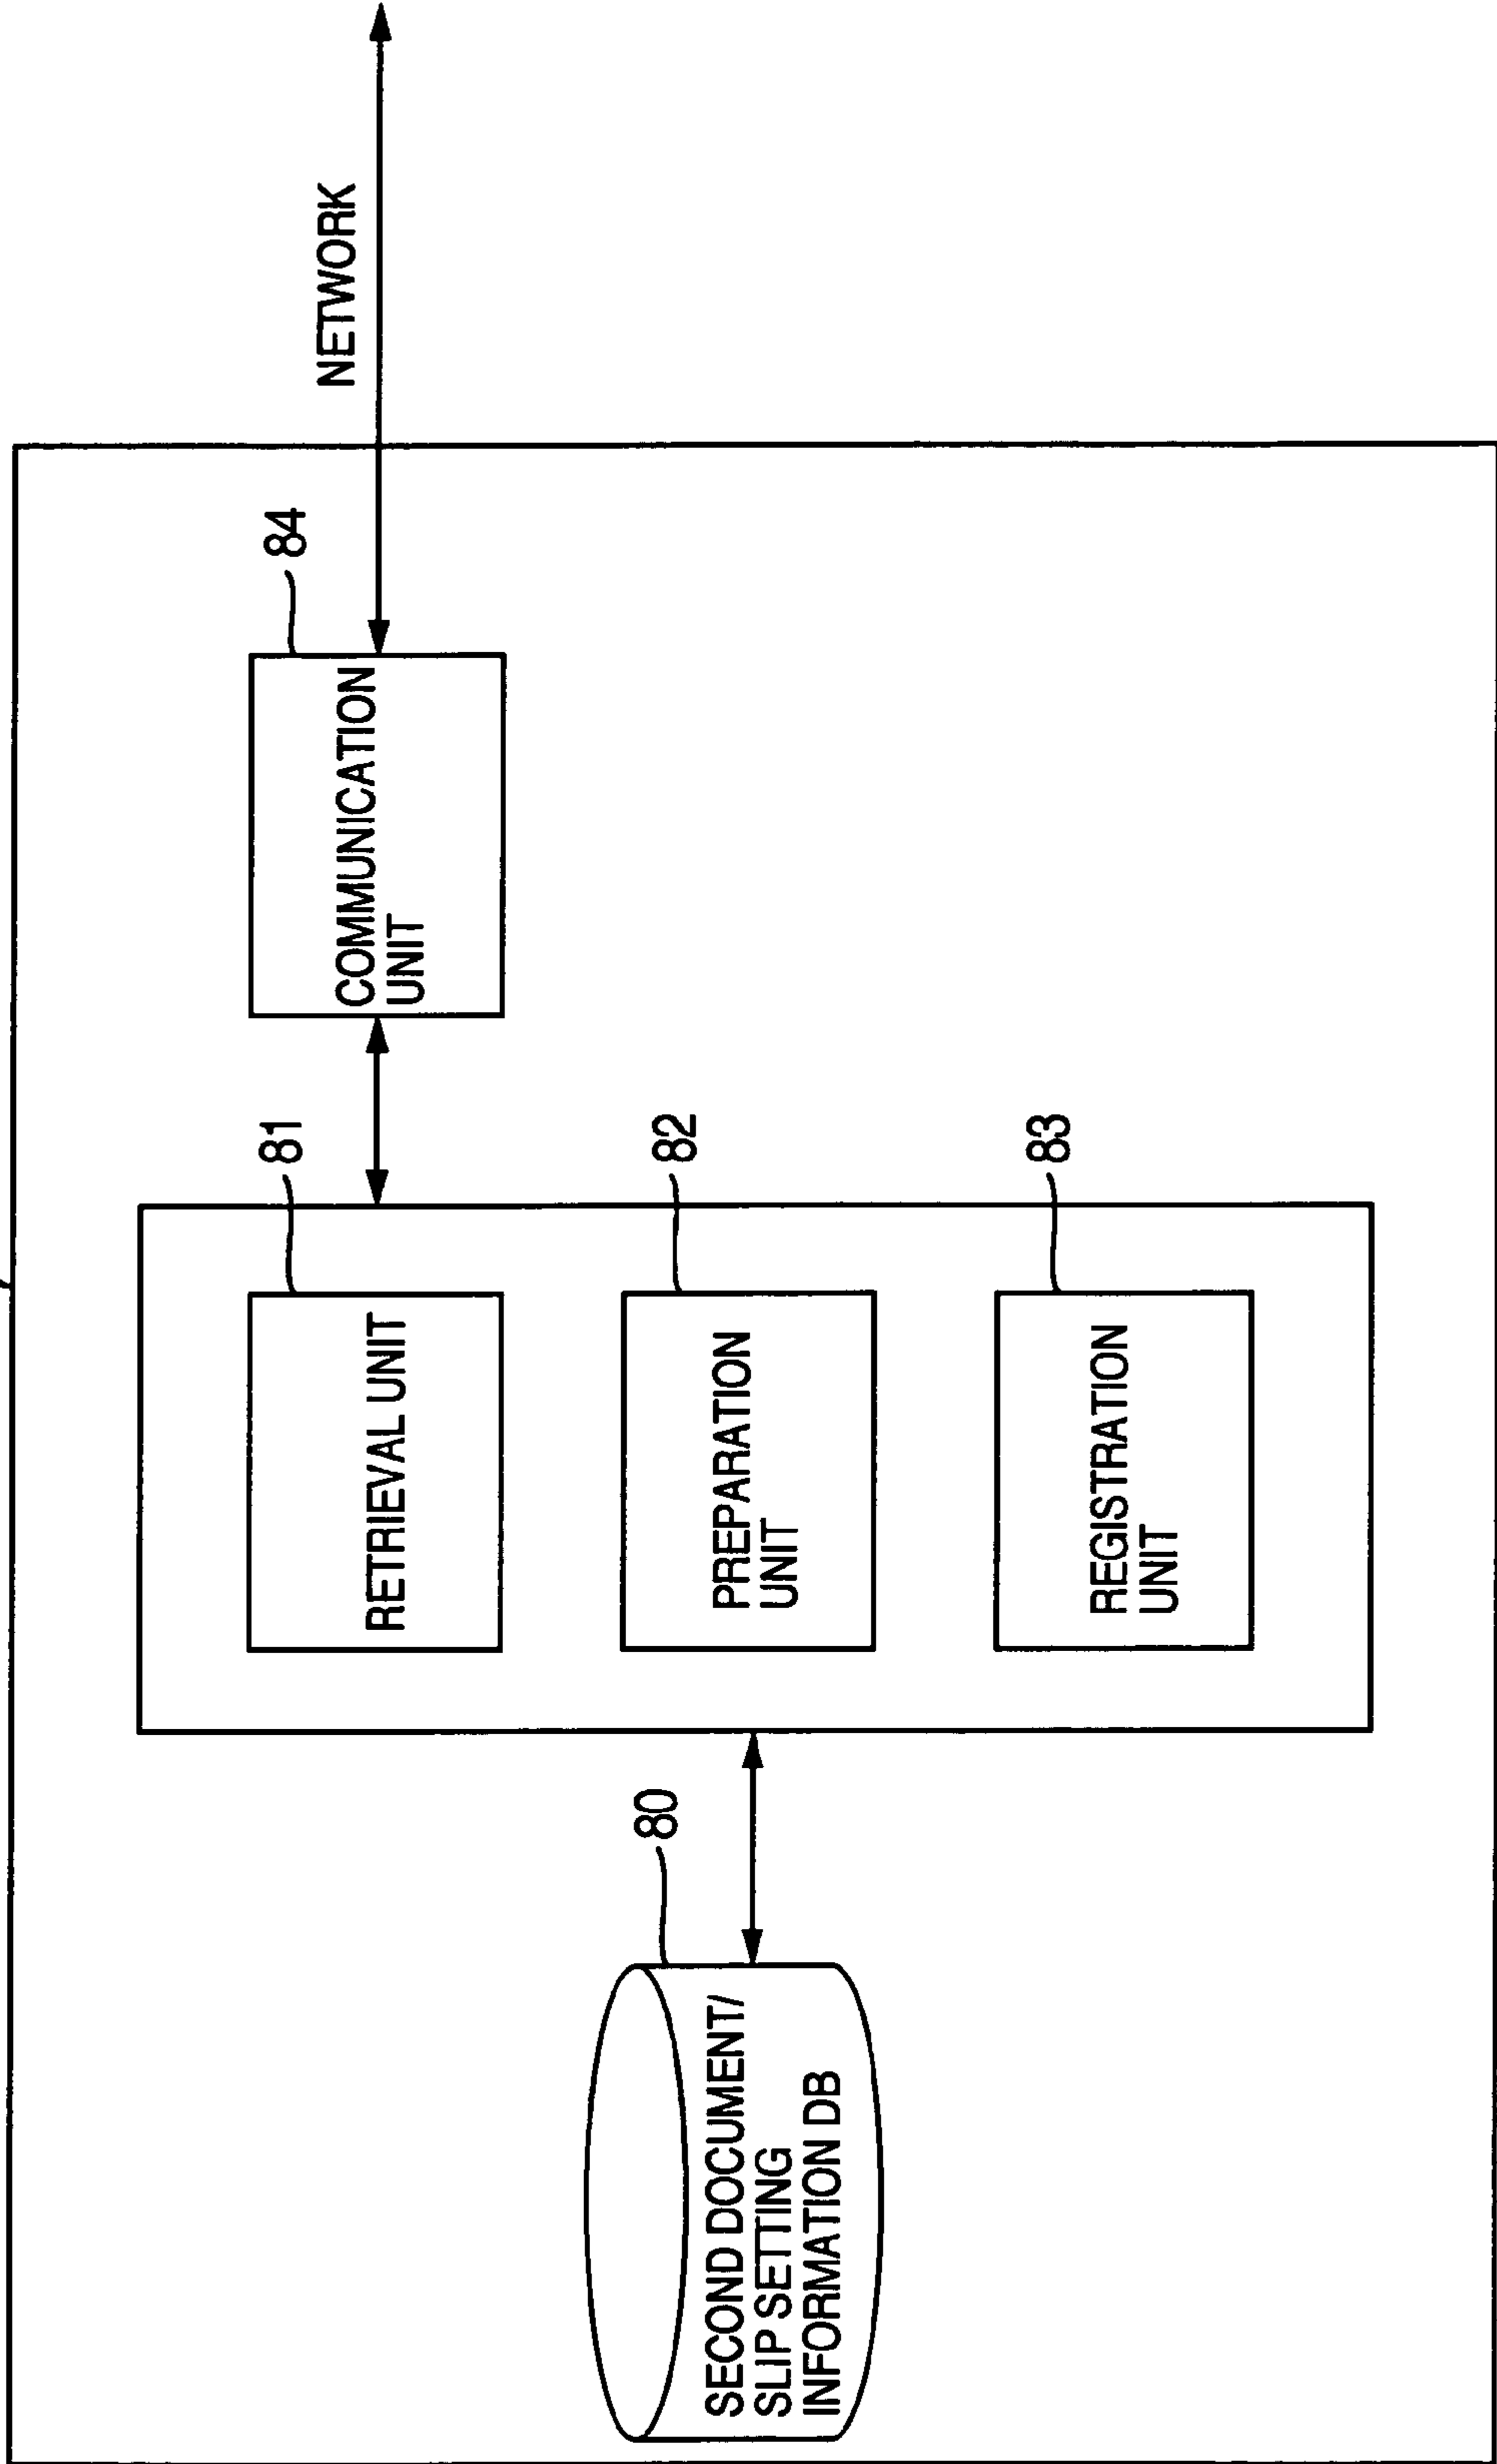 80
SECOND DOCUMENT/
SLIP SETTING
INFORMATION DB
81
RETRIEVAL UNIT
82
PREPARATION
UNIT
83
REGISTRATION
UNIT
84
COMMUNICATION
UNIT
NETWORK